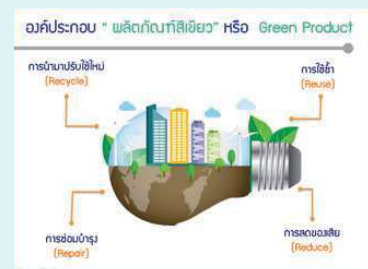 องค์ประกอบ " ผลิตภัณฑ์สีเขียว" หรือ Green Product
การนำมาปรับใช้ใหม่
(Recycle)
การใช้ซ้ำ
(Reuse)
การซ่อมบำรุง
(Repair)
การลดของเสีย
(Reduce)